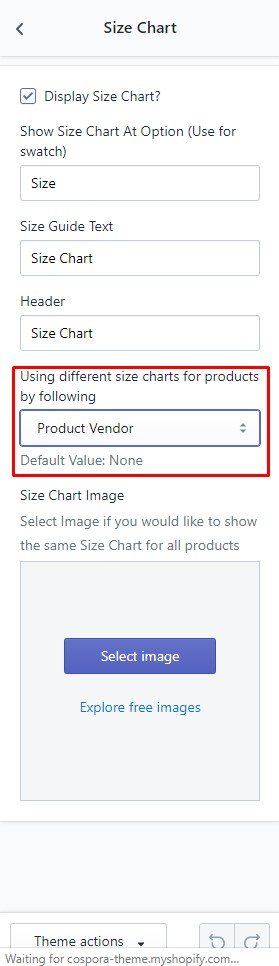 Size Chart
Display Size Chart?
Show Size Chart At Option (Use for
swatch)
Size
Size Guide Text
Size Chart
Header
Size Chart
Using different size charts for products
by following
Product Vendor
Default Value: None
Size Chart Image
Select Image if you would like to show
the same Size Chart for all products
Select image
Explore free images
Theme actions
Waiting for cospora-theme.myshopify.com...